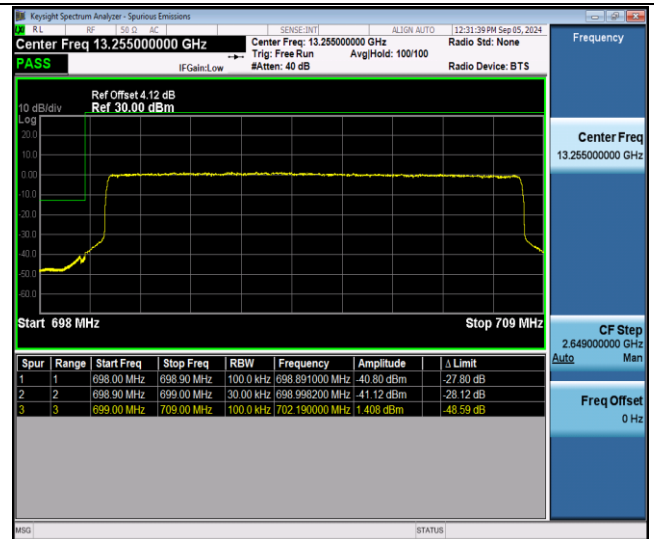 Keysight Spectrum Analyzer - Spurious Emissions
RL RF 50 Ω AC SENSE:INT ALIGN AUTO 12:31:39 PM Sep 05, 2024
Center Freq 13.255000000 GHz Center Freq: 13.255000000 GHz Radio Std: None
Trig: Free Run Avg|Hold: 100/100
PASS IFGain:Low #Atten: 40 dB Radio Device: BTS
Frequency
Ref Offset 4.12 dB
10 dB/div Ref 30.00 dBm
Log
20.0
10.0
0.00
-10.0
-20.0
-30.0
-40.0
-50.0
-60.0
Start 698 MHz Stop 709 MHz
Center Freq
13.255000000 GHz
CF Step
2.649000000 GHz
Auto Man
Freq Offset
0 Hz
Spur Range Start Freq Stop Freq RBW Frequency Amplitude Δ Limit
1 1 698.00 MHz 698.90 MHz 100.0 kHz 698.891000 MHz -40.80 dBm -27.80 dB
2 2 698.90 MHz 699.00 MHz 30.00 kHz 698.998200 MHz -41.12 dBm -28.12 dB
3 3 699.00 MHz 709.00 MHz 100.0 kHz 702.190000 MHz 1.408 dBm -48.59 dB
MSG STATUS